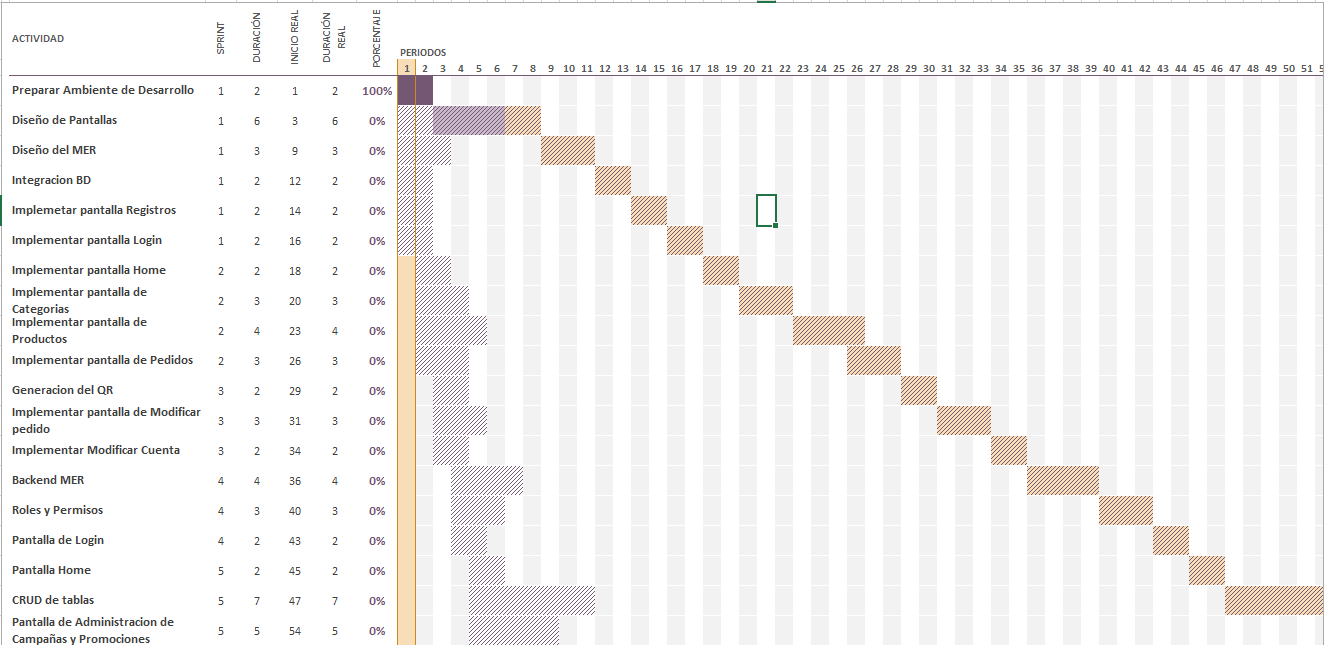 ACTIVIDAD SPRINT DURACIÓN INICIO REAL DURACIÓN REAL PORCENTAJE
PERIODOS
1 2 3 4 5 6 7 8 9 10 11 12 13 14 15 16 17 18 19 20 21 22 23 24 25 26 27 28 29 30 31 32 33 34 35 36 37 38 39 40 41 42 43 44 45 46 47 48 49 50 51
Preparar Ambiente de Desarrollo 1 2 1 2 100%
Diseño de Pantallas 1 6 3 6 0%
Diseño del MER 1 3 9 3 0%
Integracion BD 1 2 12 2 0%
Implemetar pantalla Registros 1 2 14 2 0%
Implementar pantalla Login 1 2 16 2 0%
Implementar pantalla Home 2 2 18 2 0%
Implementar pantalla de
Categorias 2 3 20 3 0%
Implementar pantalla de
Productos 2 4 23 4 0%
Implementar pantalla de Pedidos 2 3 26 3 0%
Generacion del QR 3 2 29 2 0%
Implementar pantalla de Modificar
pedido 3 3 31 3 0%
Implementar Modificar Cuenta 3 2 34 2 0%
Backend MER 4 4 36 4 0%
Roles y Permisos 4 3 40 3 0%
Pantalla de Login 4 2 43 2 0%
Pantalla Home 5 2 45 2 0%
CRUD de tablas 5 7 47 7 0%
Pantalla de Administracion de
Campañas y Promociones 5 5 54 5 0%